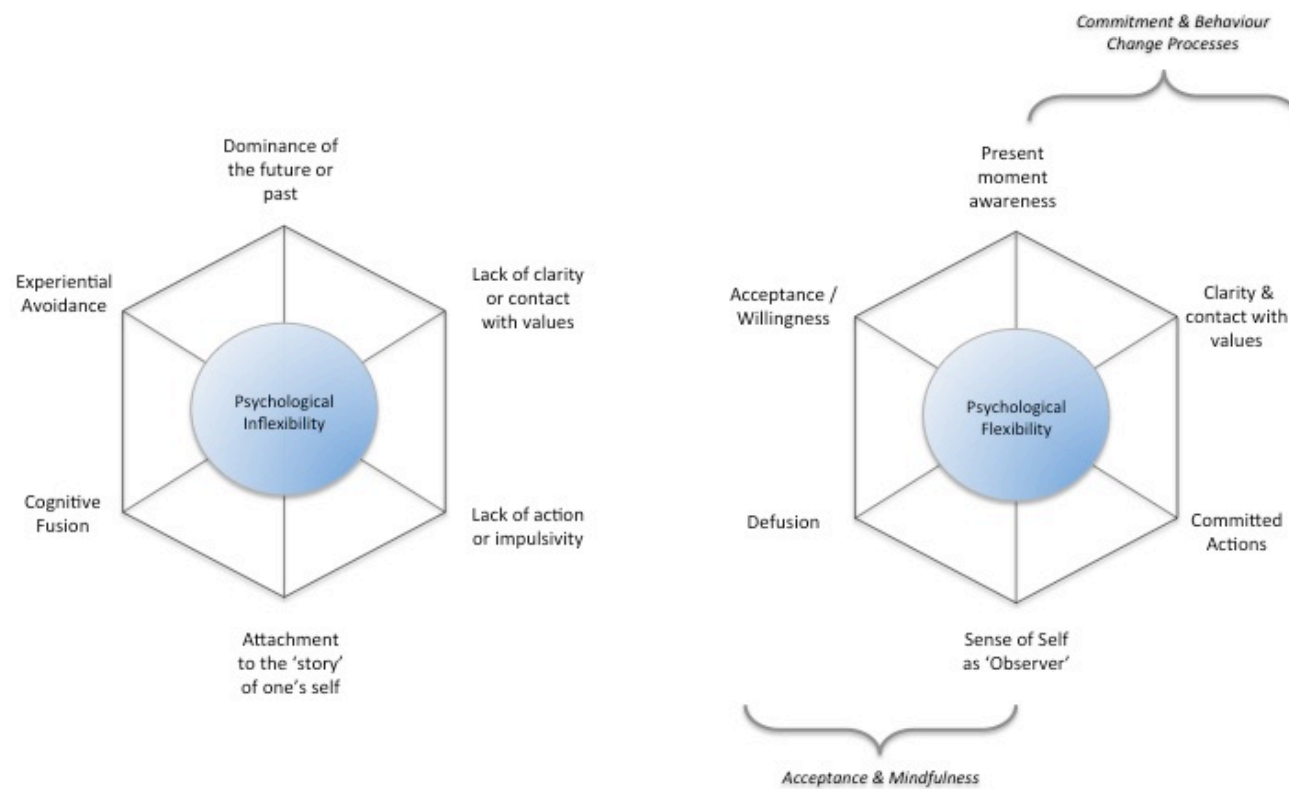 Dominance of
the future or
past
Experiential
Avoidance
Lack of clarity
or contact
with values
Psychological
Inflexibility
Cognitive
Fusion
Lack of action
or impulsivity
Attachment
to the ‘story’
of one’s self
Commitment & Behaviour
Change Processes
Present
moment
awareness
Acceptance /
Willingness
Clarity &
contact with
values
Psychological
Flexibility
Defusion
Committed
Actions
Sense of Self
as ‘Observer’
Acceptance & Mindfulness